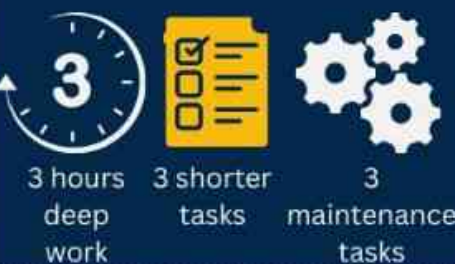 3
3 hours
deep
work
3 shorter
tasks
3
maintenance
tasks